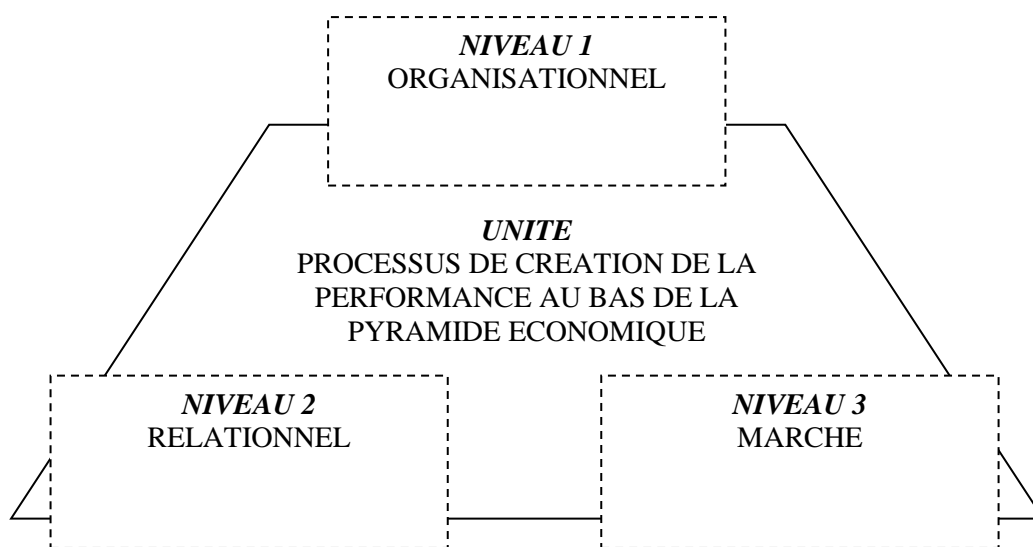 NIVEAU 1
ORGANISATIONNEL
UNITE
PROCESSUS DE CREATION DE LA
PERFORMANCE AU BAS DE LA
PYRAMIDE ECONOMIQUE
NIVEAU 2
RELATIONNEL
NIVEAU 3
MARCHE